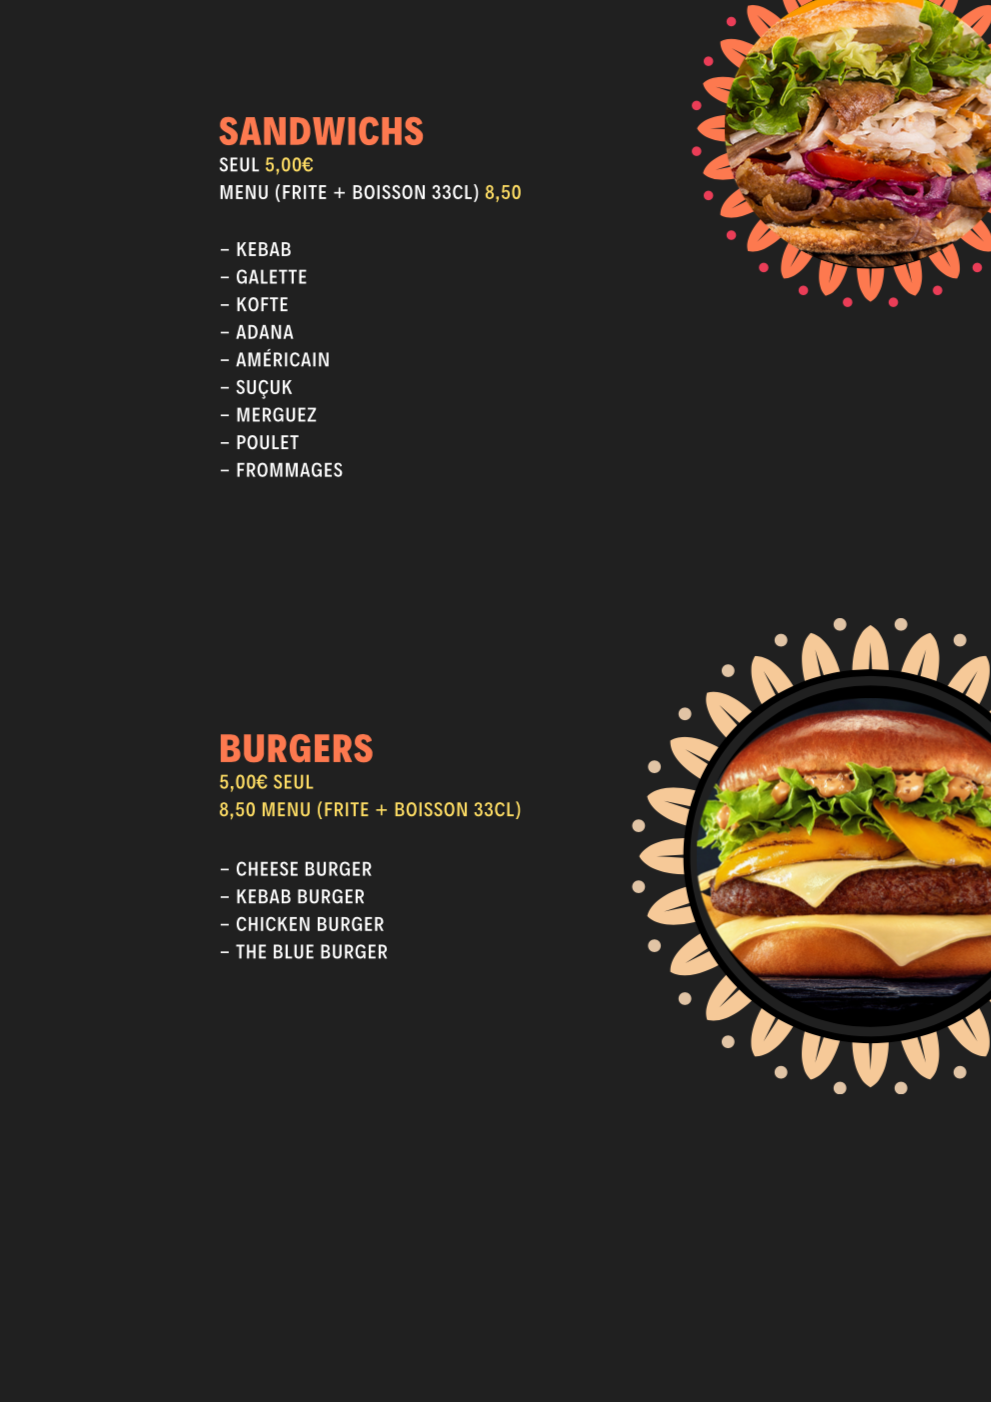 SANDWICHS
SEUL 5,00€
MENU (FRITE + BOISSON 33CL) 8,50
– KEBAB
– GALETTE
– KOFTE
– ADANA
– AMÉRICAIN
– SUÇUK
– MERGUEZ
– POULET
– FROMMAGES
BURGERS
5,00€ SEUL
8,50 MENU (FRITE + BOISSON 33CL)
– CHEESE BURGER
– KEBAB BURGER
– CHICKEN BURGER
– THE BLUE BURGER